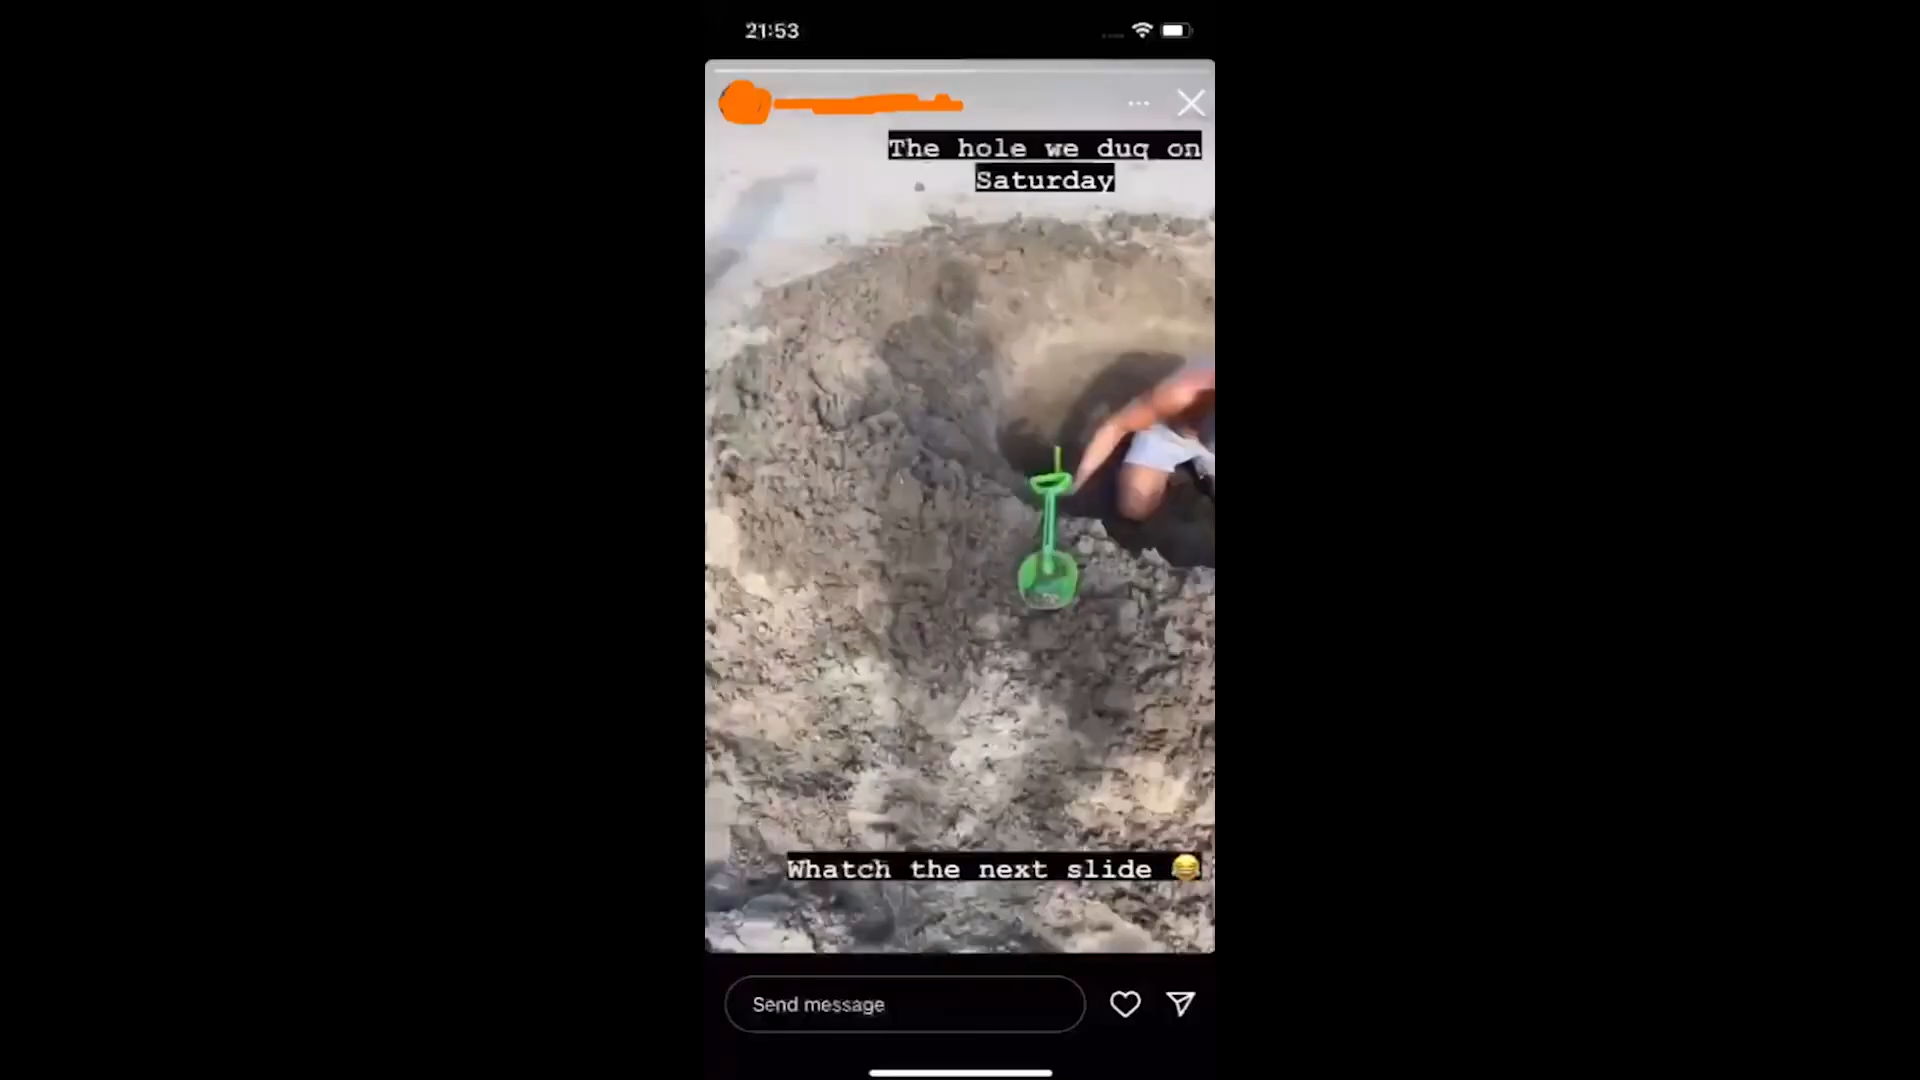 21:53
The hole we dug on
Saturday
Whatch the next slide 😂
Send message